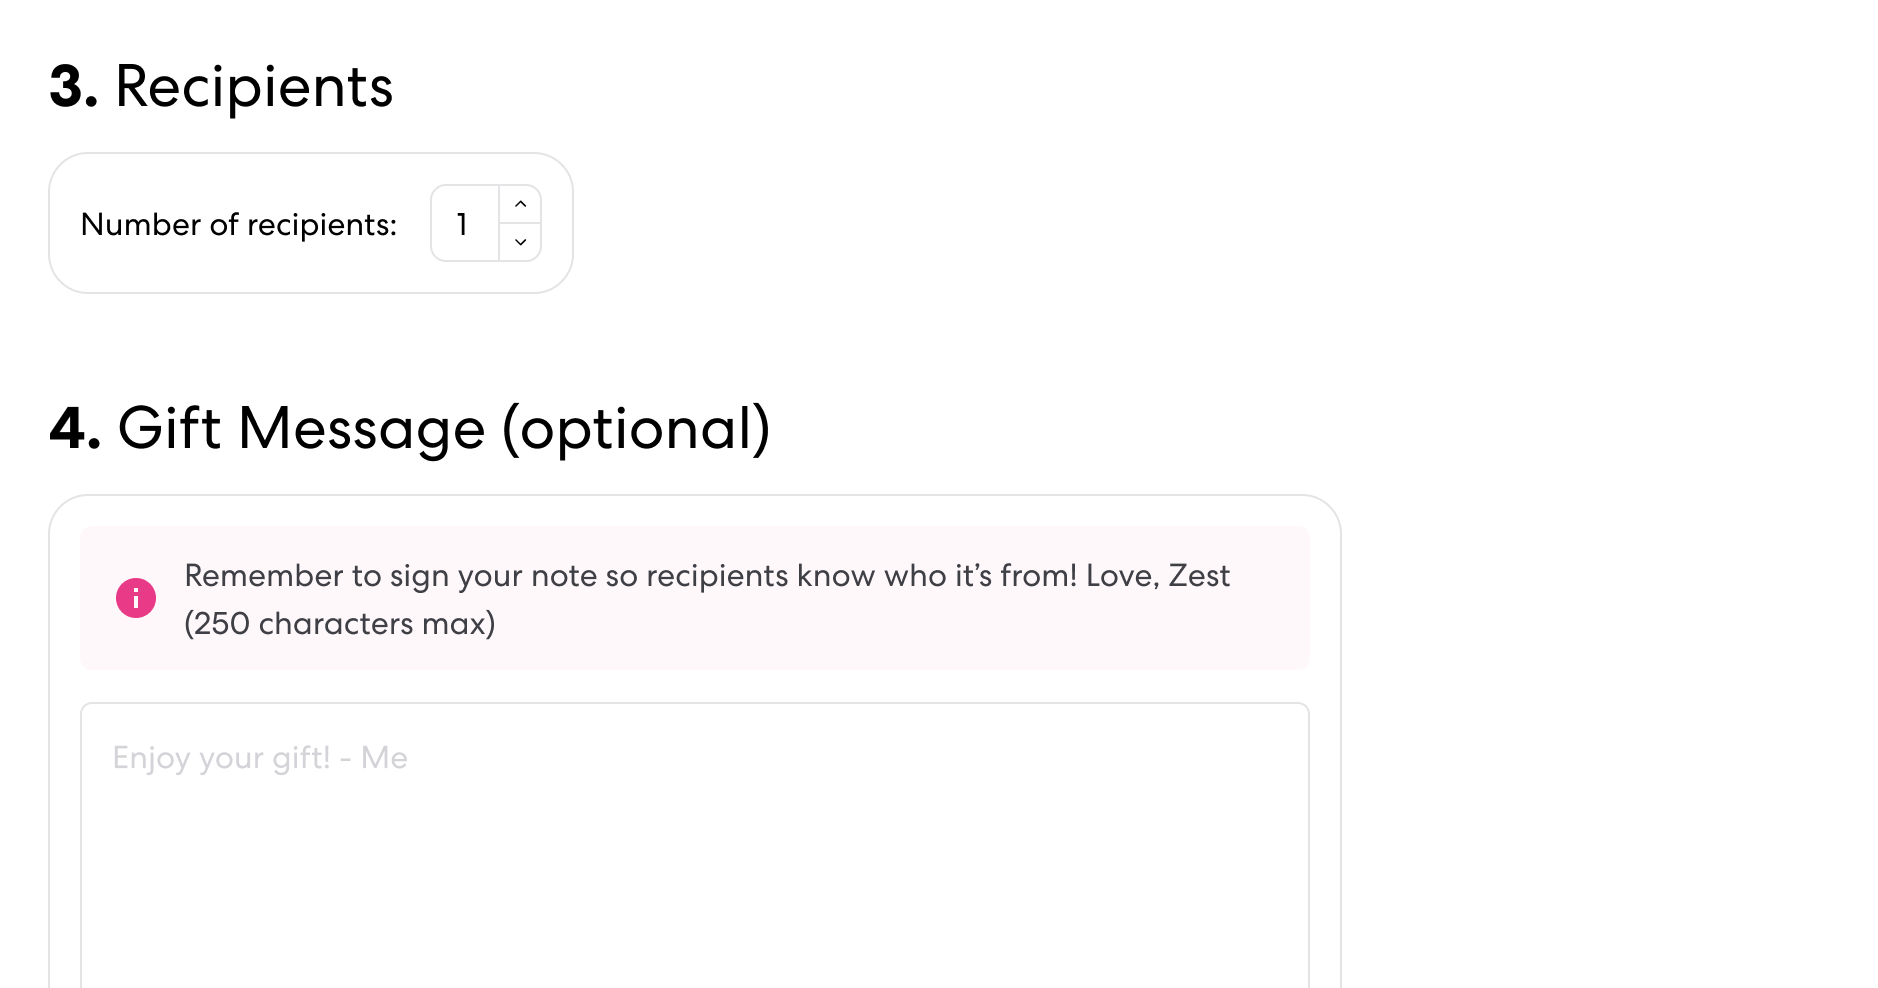 3. Recipients
Number of recipients: 1
4. Gift Message (optional)
Remember to sign your note so recipients know who it’s from! Love, Zest
(250 characters max)
Enjoy your gift! - Me